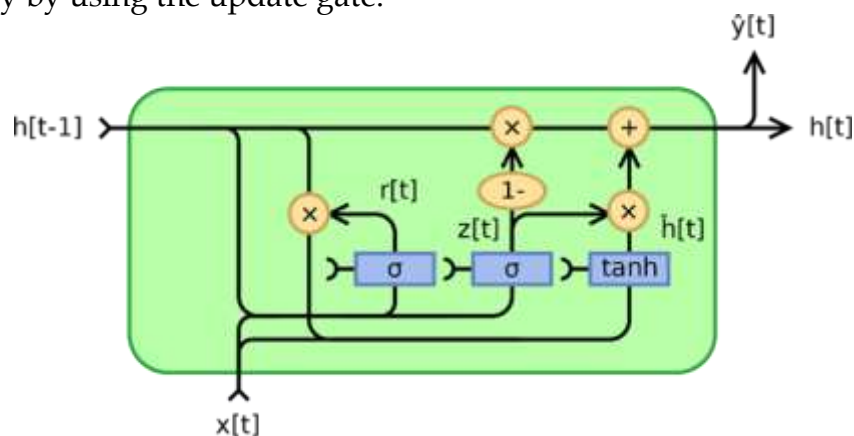 y by using the update gate.
ŷ[t]
h[t-1]
×
+
h[t]
r[t]
1-
×
×
z[t]
h̃[t]
σ
σ
tanh
x[t]